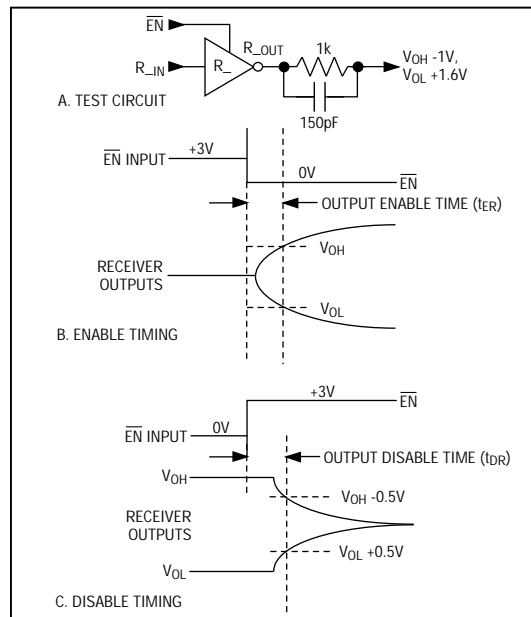 EN
R_IN
R_
R_OUT
1k
150pF
VOH -1V,
VOL +1.6V
A. TEST CIRCUIT
EN INPUT
+3V
0V
EN
OUTPUT ENABLE TIME (tER)
VOH
RECEIVER
OUTPUTS
VOL
B. ENABLE TIMING
+3V
EN
0V
EN INPUT
OUTPUT DISABLE TIME (tDR)
VOH
VOH -0.5V
RECEIVER
OUTPUTS
VOL +0.5V
VOL
C. DISABLE TIMING